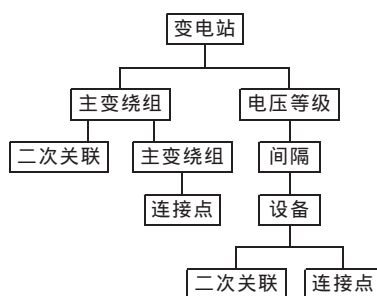 变电站
主变绕组
电压等级
二次关联
主变绕组
间隔
连接点
设备
二次关联
连接点